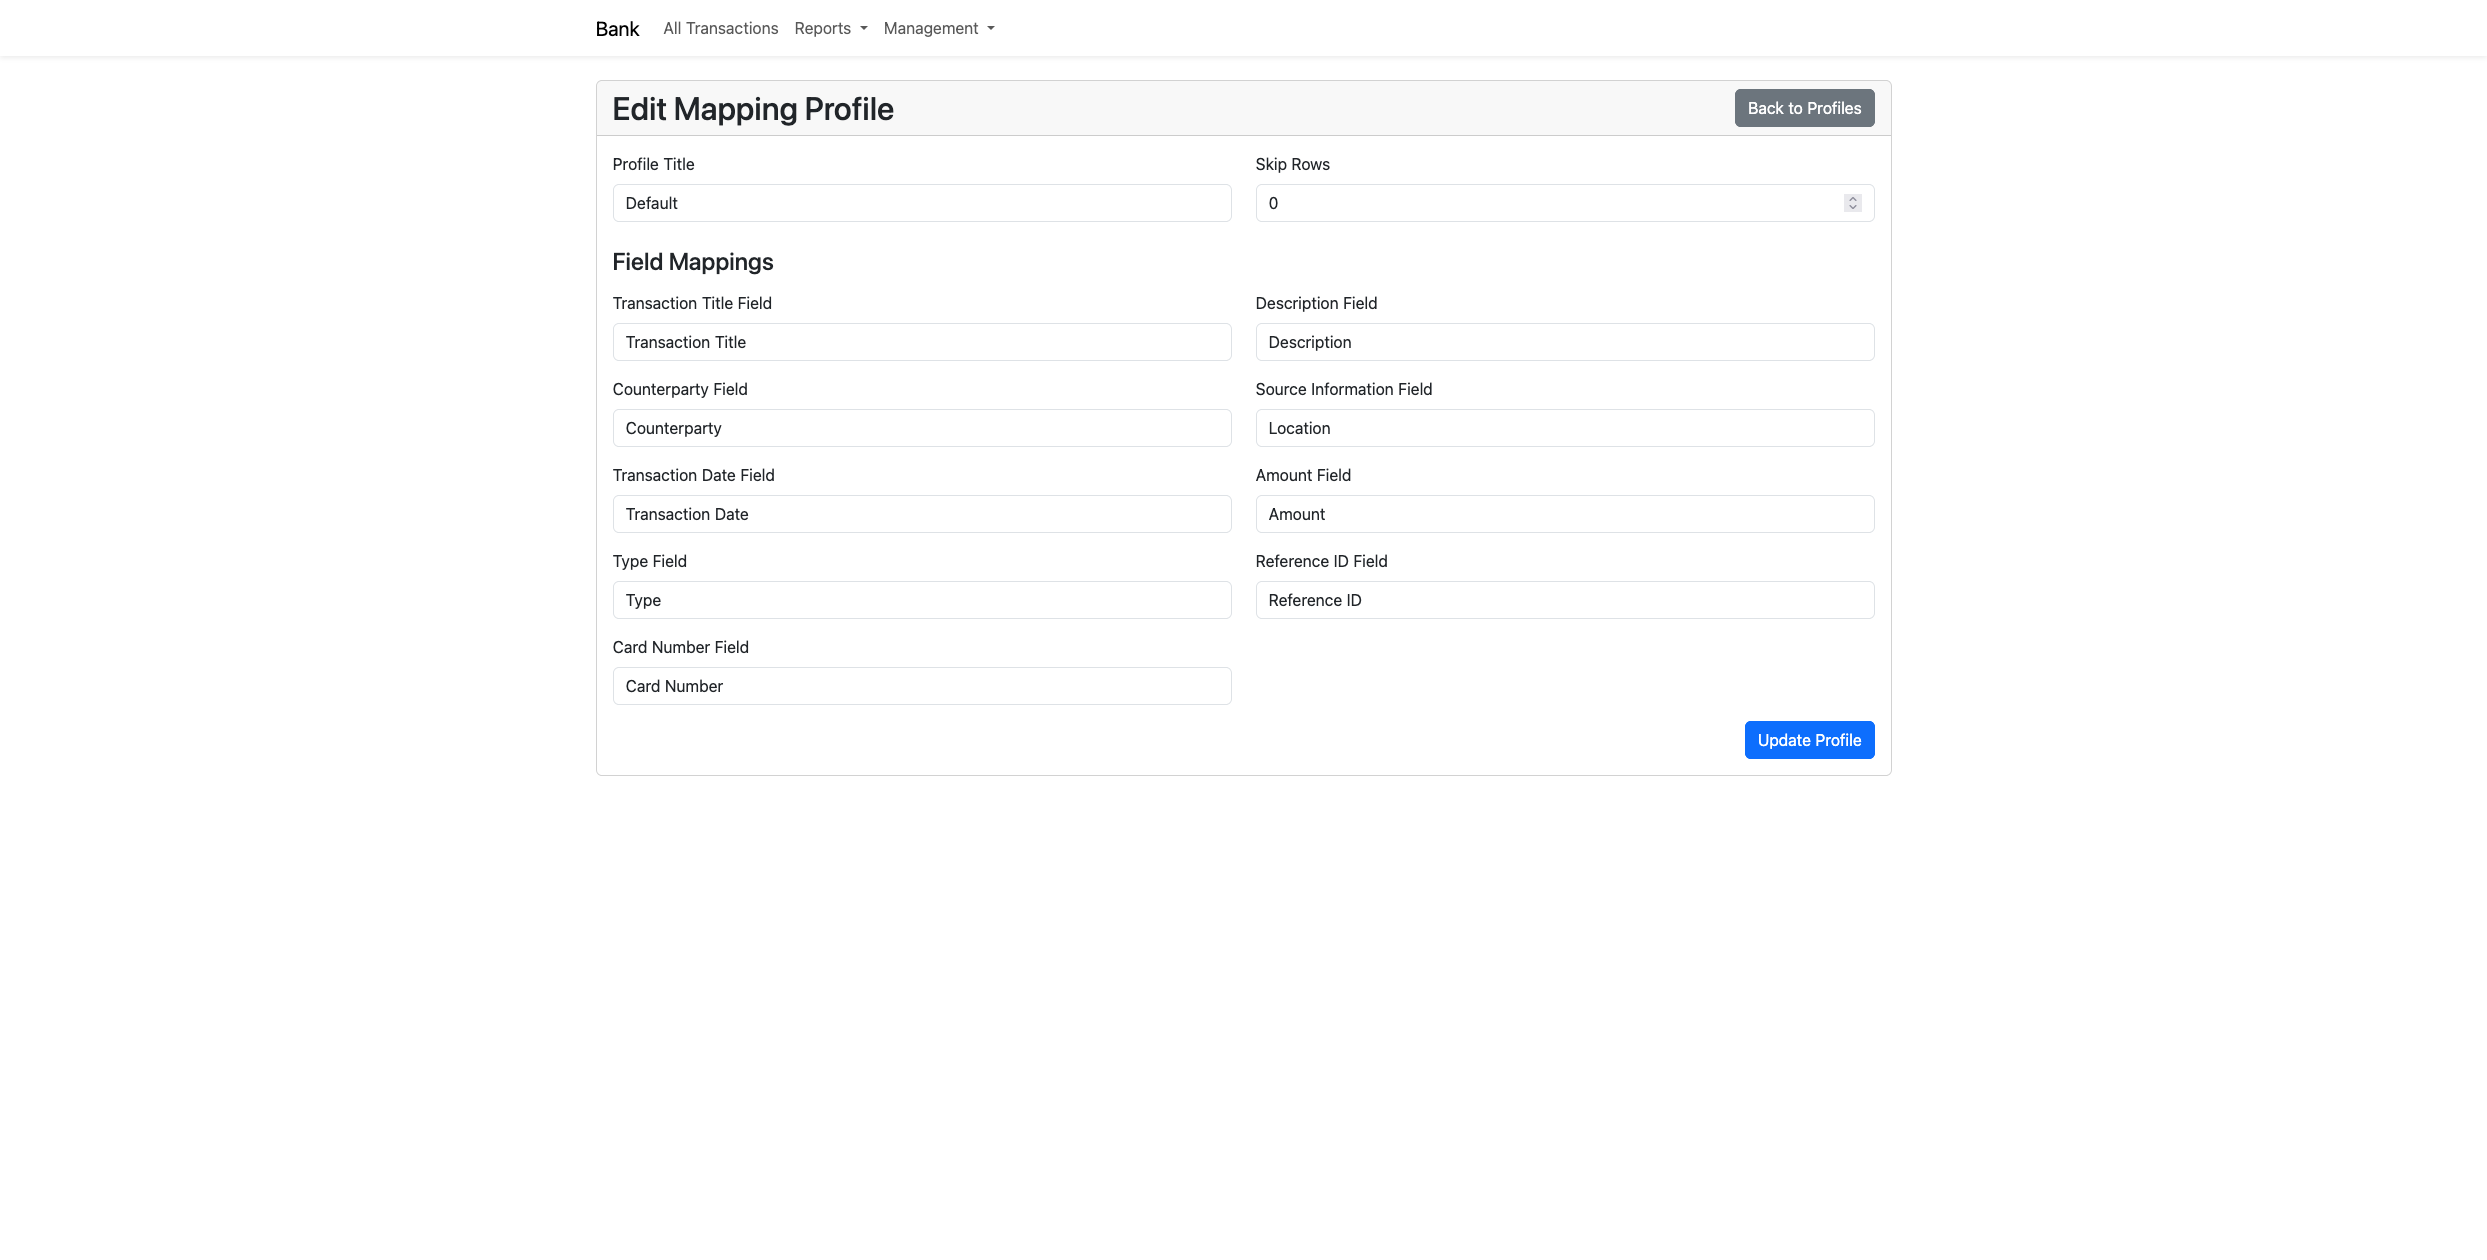 Bank All Transactions Reports Management
Edit Mapping Profile Back to Profiles
Profile Title Skip Rows
Default 0
Field Mappings
Transaction Title Field Description Field
Transaction Title Description
Counterparty Field Source Information Field
Counterparty Location
Transaction Date Field Amount Field
Transaction Date Amount
Type Field Reference ID Field
Type Reference ID
Card Number Field
Card Number
Update Profile